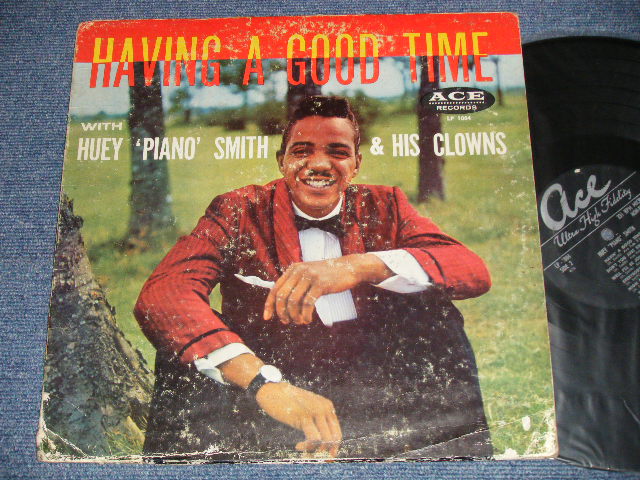 HAVING A GOOD TIME
ACE
RECORDS
LP 1004
WITH
HUEY 'PIANO' SMITH & HIS CLOWNS
Ace
Ultra High Fidelity